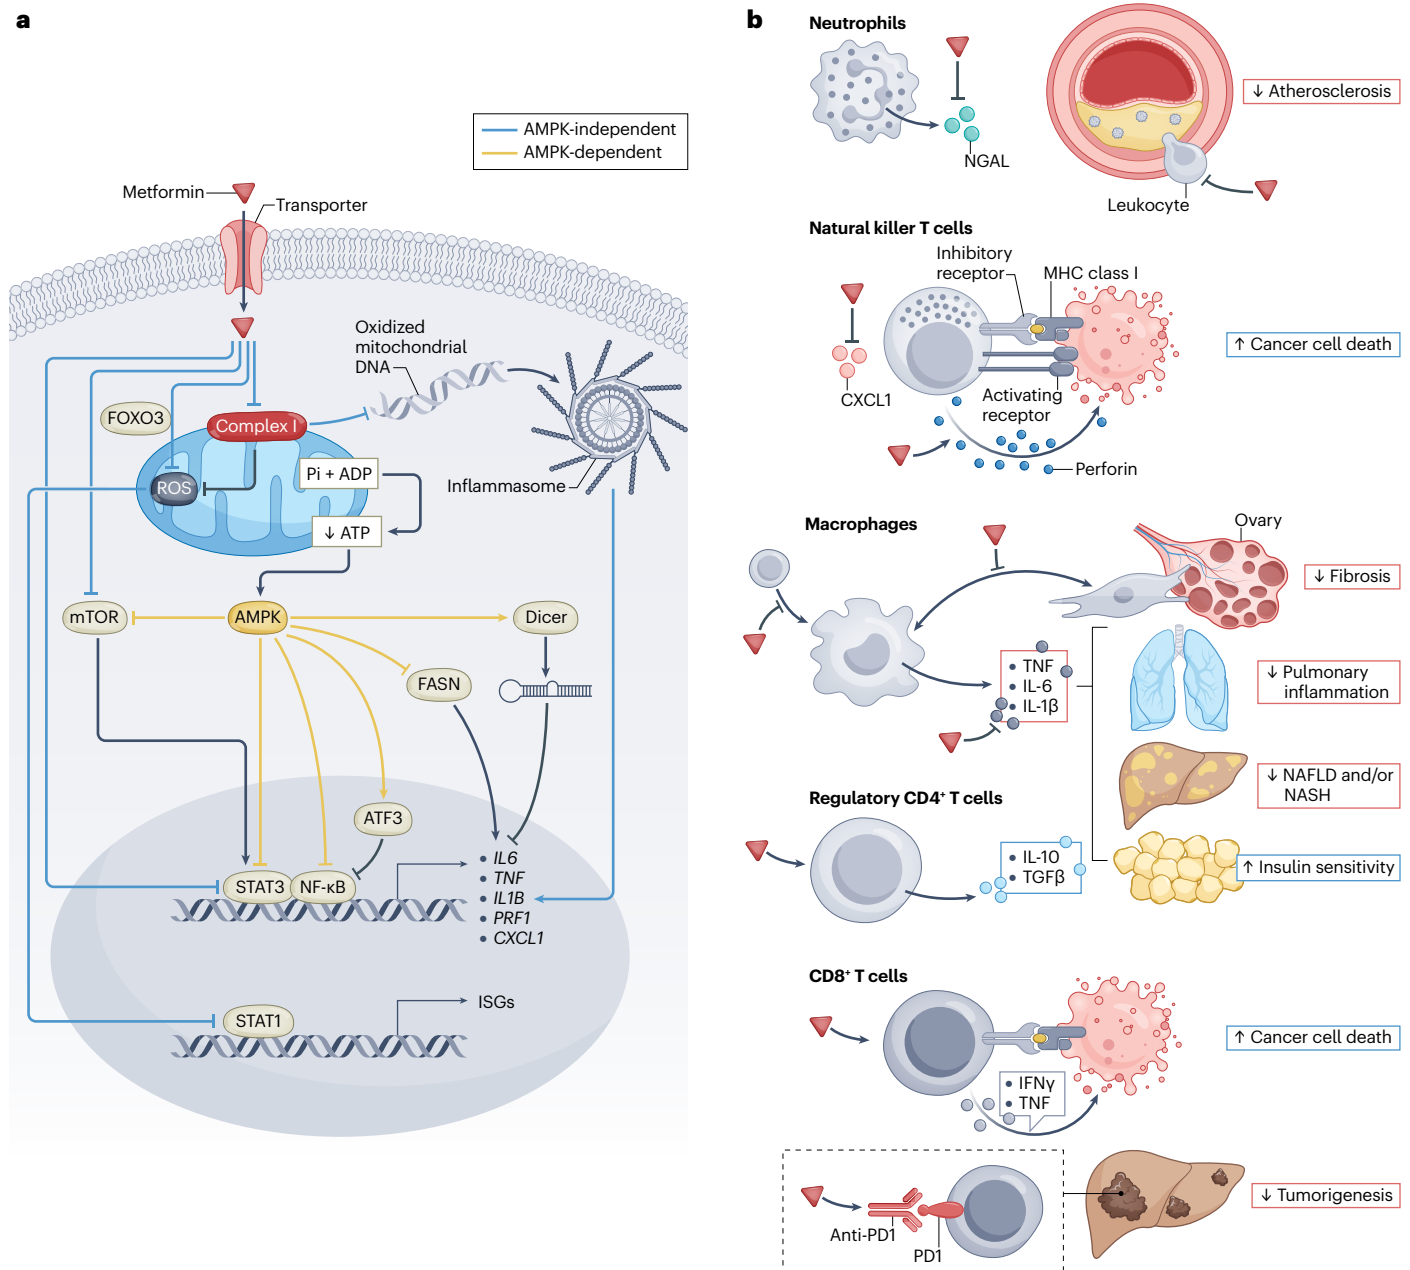 a
AMPK-independent
AMPK-dependent
Metformin
Transporter
Oxidized
mitochondrial
DNA
FOXO3
Complex I
Pi + ADP
ROS
Inflammasome
↓ ATP
mTOR
AMPK
Dicer
FASN
ATF3
STAT3
NF-κB
• IL6
• TNF
• IL1B
• PRF1
• CXCL1
ISGs
STAT1
b
Neutrophils
NGAL
↓ Atherosclerosis
Leukocyte
Natural killer T cells
Inhibitory
receptor
MHC class I
CXCL1
Activating
receptor
↑ Cancer cell death
Perforin
Macrophages
Ovary
↓ Fibrosis
• TNF
• IL-6
• IL-1β
↓ Pulmonary
inflammation
↓ NAFLD and/or
NASH
Regulatory CD4⁺ T cells
• IL-10
• TGFβ
↑ Insulin sensitivity
CD8⁺ T cells
↑ Cancer cell death
• IFNγ
• TNF
Anti-PD1
PD1
↓ Tumorigenesis